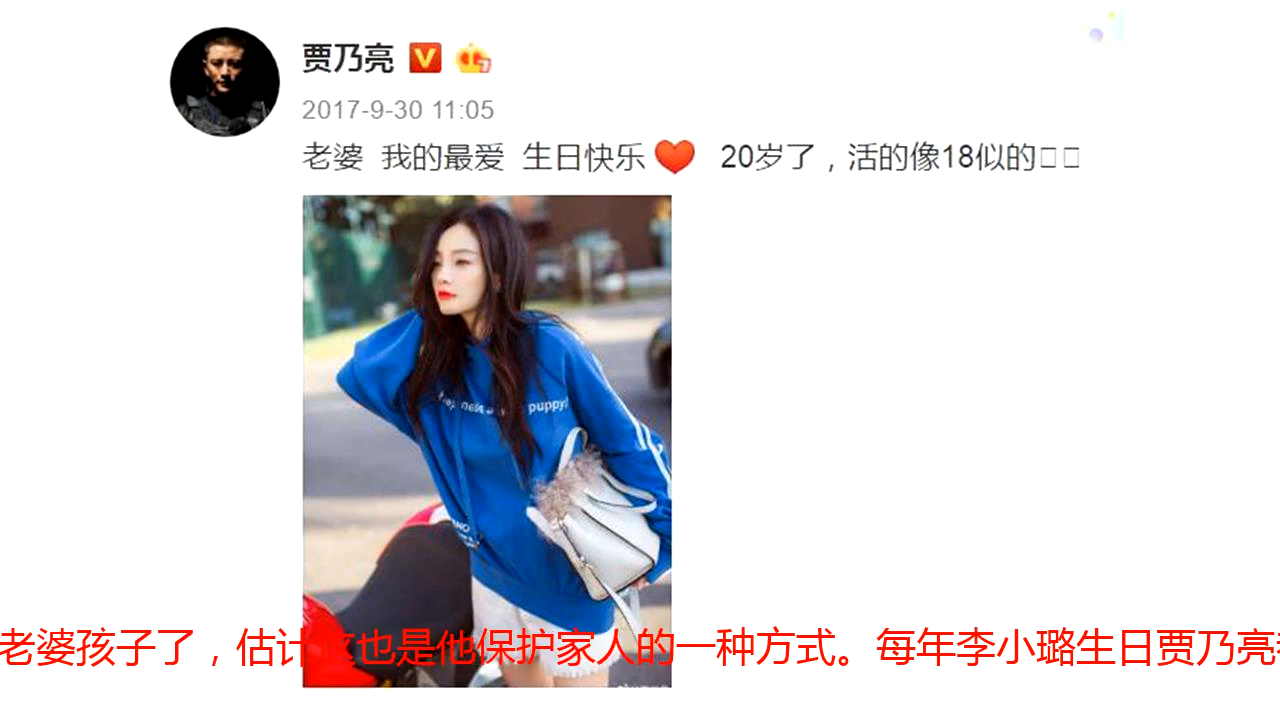 贾乃亮
2017-9-30 11:05
老婆 我的最爱 生日快乐 20岁了，活的像18似的
puppy
老婆孩子了，估计这也是他保护家人的一种方式。每年李小璐生日贾乃亮